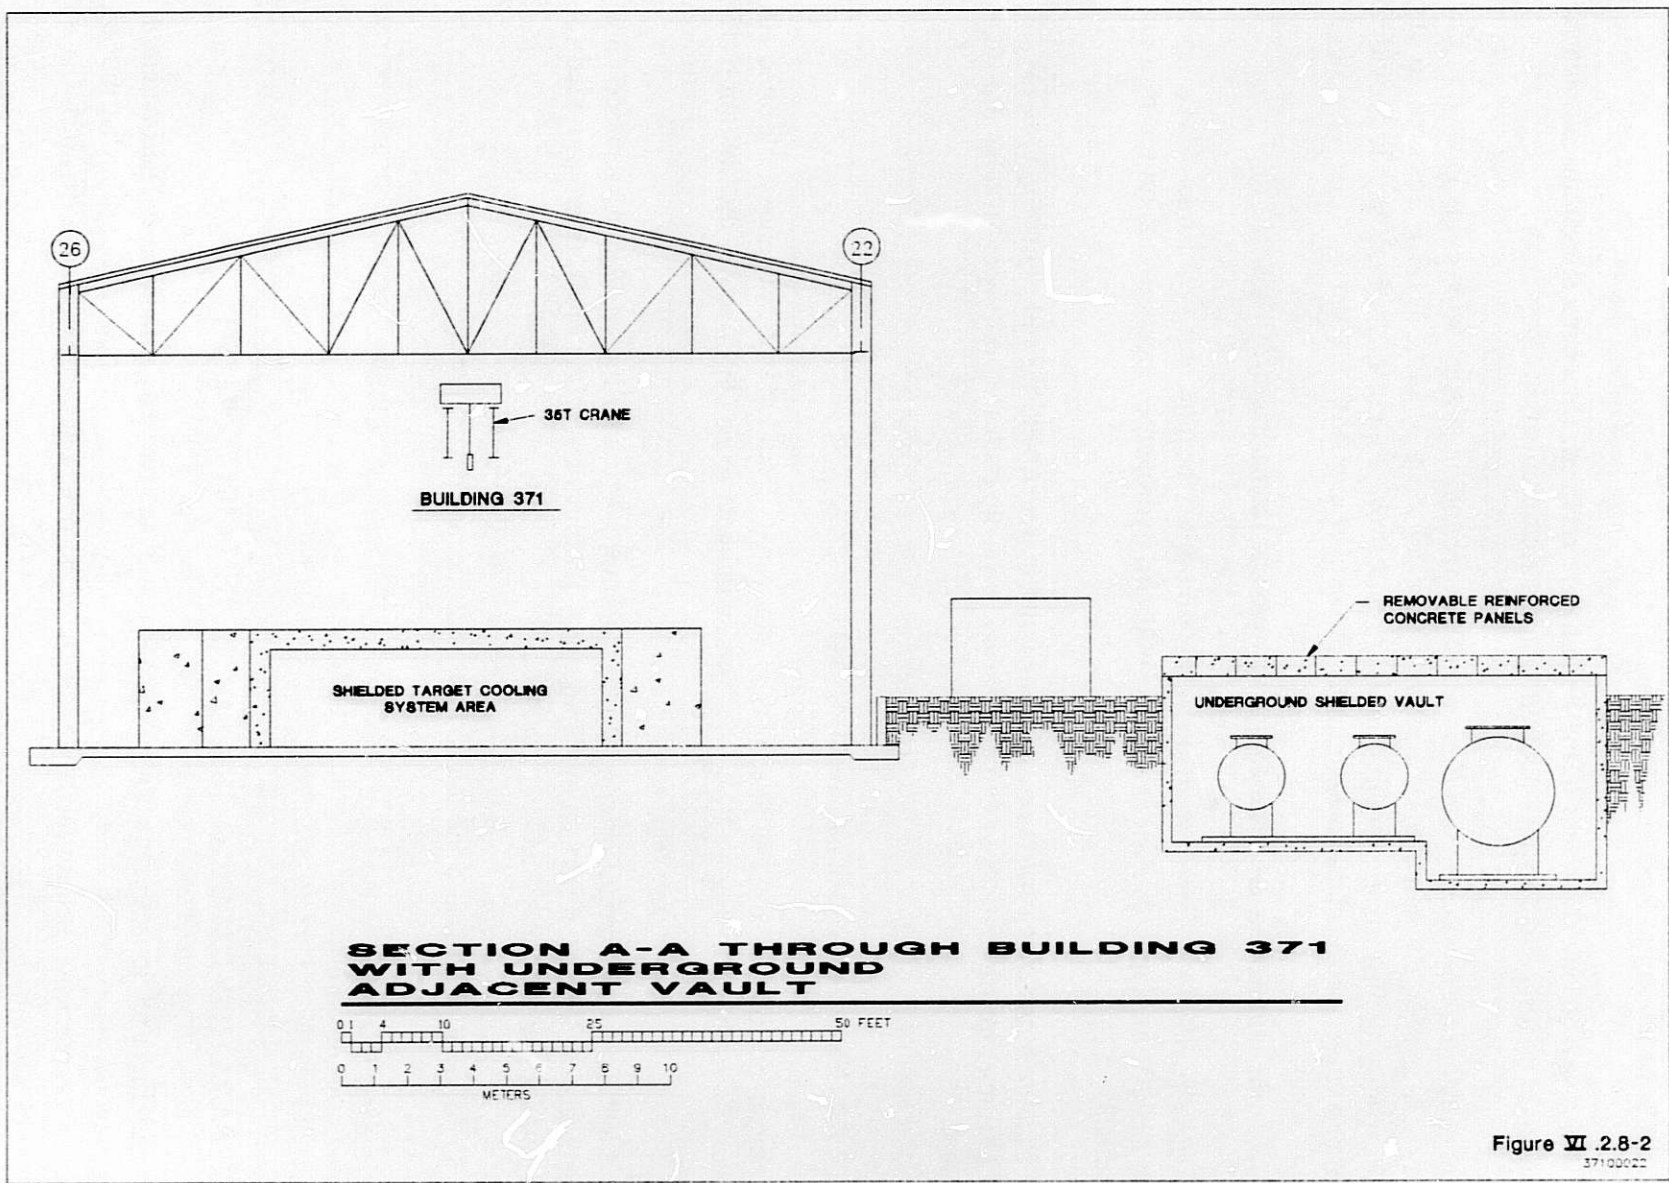 26
22
35T CRANE
BUILDING 371
REMOVABLE REINFORCED
CONCRETE PANELS
SHIELDED TARGET COOLING
SYSTEM AREA
UNDERGROUND SHIELDED VAULT
SECTION A-A THROUGH BUILDING 371
WITH UNDERGROUND
ADJACENT VAULT
0 1 4 10 25 50 FEET
0 1 2 3 4 5 6 7 8 9 10
METERS
Figure VI .2.8-2
37100022